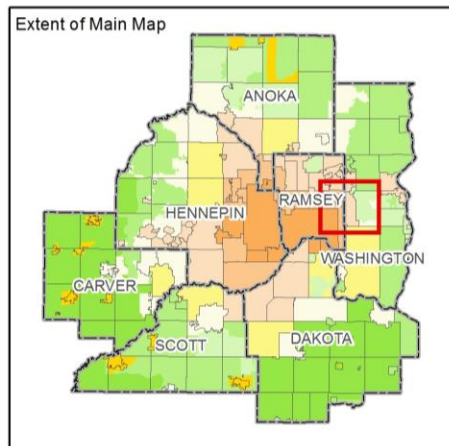 Extent of Main Map
ANOKA
HENNEPIN
RAMSEY
WASHINGTON
CARVER
SCOTT
DAKOTA